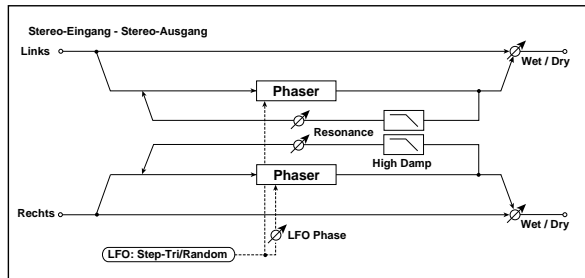 Stereo-Eingang - Stereo-Ausgang
Links
Wet / Dry
Phaser
Resonance
High Damp
Phaser
Rechts
Wet / Dry
LFO Phase
LFO: Step-Tri/Random